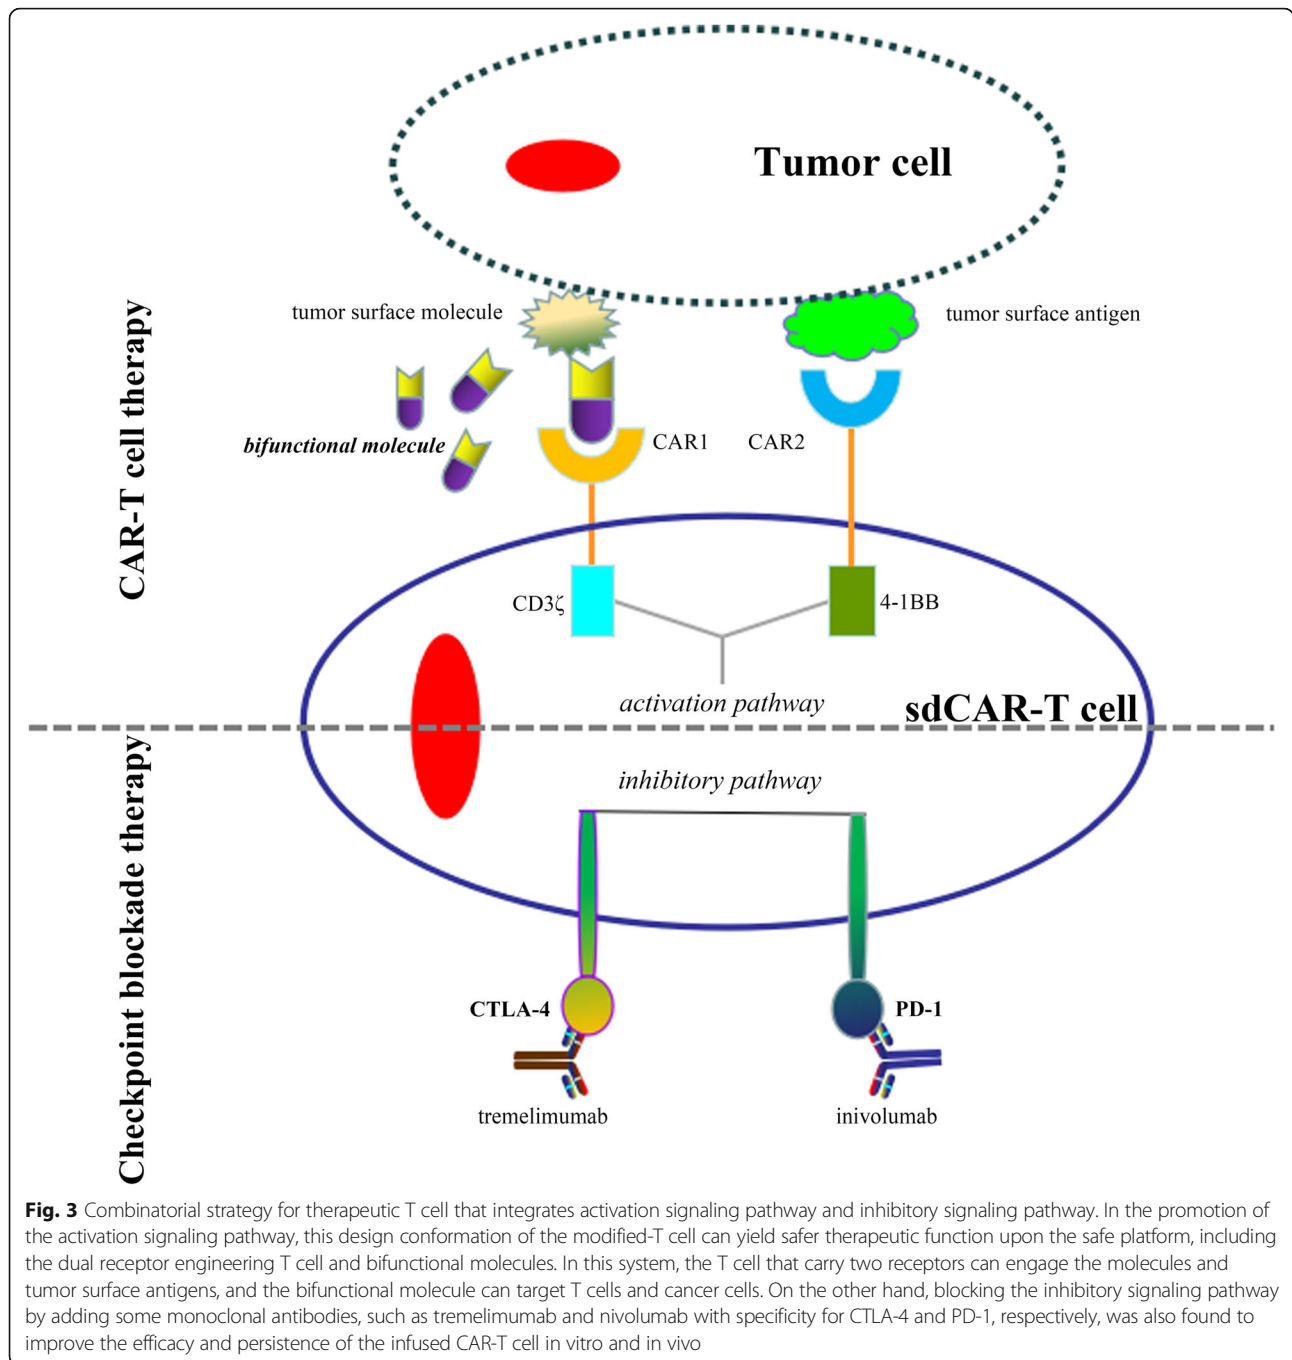 Tumor cell
tumor surface molecule
tumor surface antigen
CAR-T cell therapy
bifunctional molecule
CAR1
CAR2
CD3ζ
4-1BB
activation pathway
sdCAR-T cell
inhibitory pathway
Checkpoint blockade therapy
CTLA-4
PD-1
tremelimumab
inivolumab
Fig. 3 Combinatorial strategy for therapeutic T cell that integrates activation signaling pathway and inhibitory signaling pathway. In the promotion of
the activation signaling pathway, this design conformation of the modified-T cell can yield safer therapeutic function upon the safe platform, including
the dual receptor engineering T cell and bifunctional molecules. In this system, the T cell that carry two receptors can engage the molecules and
tumor surface antigens, and the bifunctional molecule can target T cells and cancer cells. On the other hand, blocking the inhibitory signaling pathway
by adding some monoclonal antibodies, such as tremelimumab and nivolumab with specificity for CTLA-4 and PD-1, respectively, was also found to
improve the efficacy and persistence of the infused CAR-T cell in vitro and in vivo